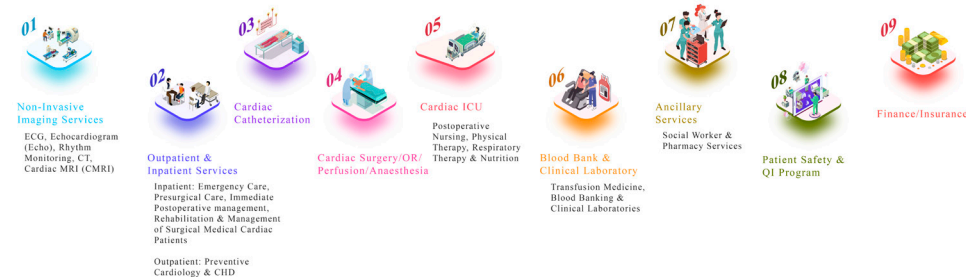 01
Non-Invasive
Imaging Services
ECG, Echocardiogram
(Echo), Rhythm
Monitoring, CT,
Cardiac MRI (CMRI)
02
Outpatient &
Inpatient Services
Inpatient: Emergency Care,
Presurgical Care, Immediate
Postoperative management,
Rehabilitation & Management
of Surgical Medical Cardiac
Patients
Outpatient: Preventive
Cardiology & CHD
03
Cardiac
Catheterization
04
Cardiac Surgery/OR/
Perfusion/Anaesthesia
05
Cardiac ICU
Postoperative
Nursing, Physical
Therapy, Respiratory
Therapy & Nutrition
06
Blood Bank &
Clinical Laboratory
Transfusion Medicine,
Blood Banking &
Clinical Laboratories
07
Ancillary
Services
Social Worker &
Pharmacy Services
08
Patient Safety &
QI Program
09
Finance/Insurance